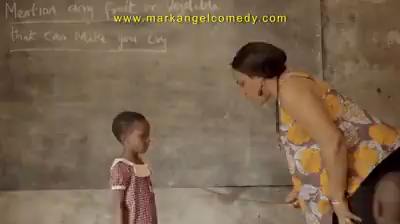 www.markangelcomedy.com
Mention any fruit or Vegetable
that can make you cry